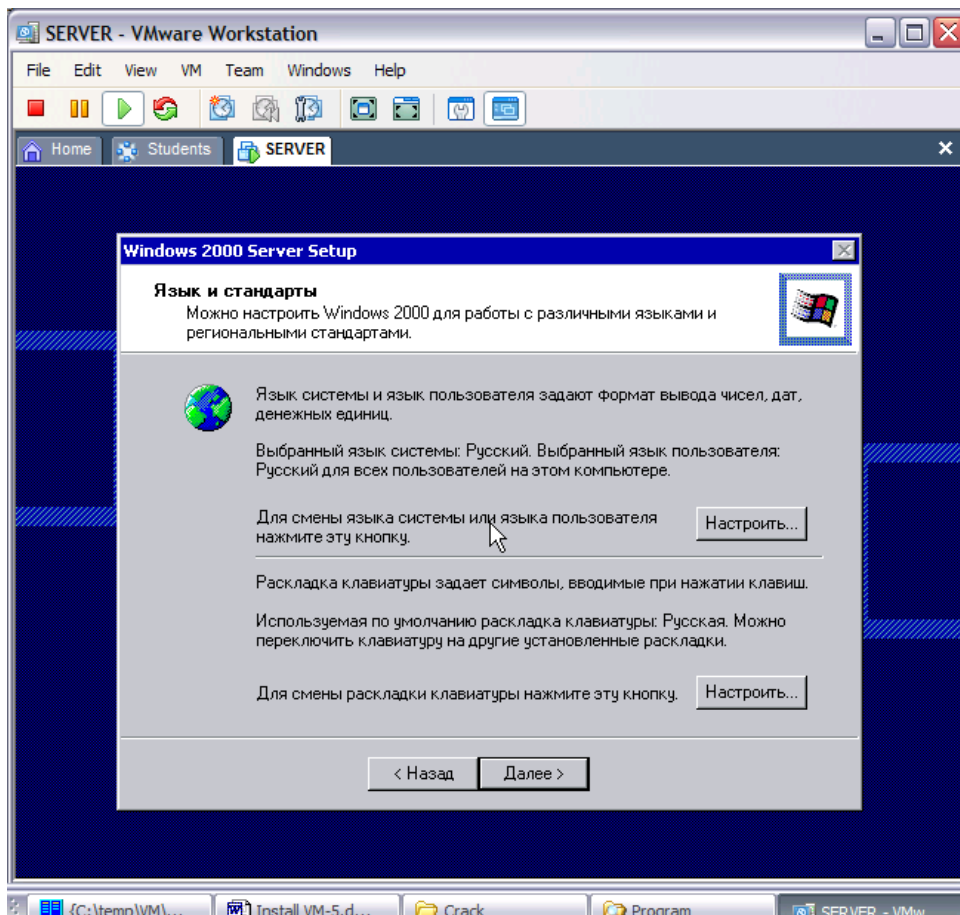 SERVER - VMware Workstation
File Edit View VM Team Windows Help
Home Students SERVER
Windows 2000 Server Setup
Язык и стандарты
Можно настроить Windows 2000 для работы с различными языками и
региональными стандартами.
Язык системы и язык пользователя задают формат вывода чисел, дат,
денежных единиц.
Выбранный язык системы: Русский. Выбранный язык пользователя:
Русский для всех пользователей на этом компьютере.
Для смены языка системы или языка пользователя
нажмите эту кнопку.
Настроить...
Раскладка клавиатуры задает символы, вводимые при нажатии клавиш.
Используемая по умолчанию раскладка клавиатуры: Русская. Можно
переключить клавиатуру на другие установленные раскладки.
Для смены раскладки клавиатуры нажмите эту кнопку.
Настроить...
< Назад Далее >
{C:\temp\VM\... Install VM-5.d... Crack Program SERVER - VMw...